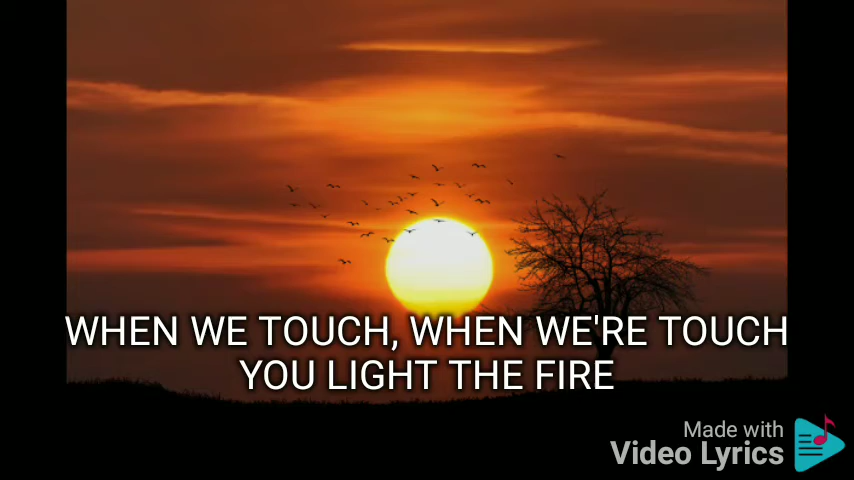 WHEN WE TOUCH, WHEN WE'RE TOUCH
YOU LIGHT THE FIRE
Made with
Video Lyrics